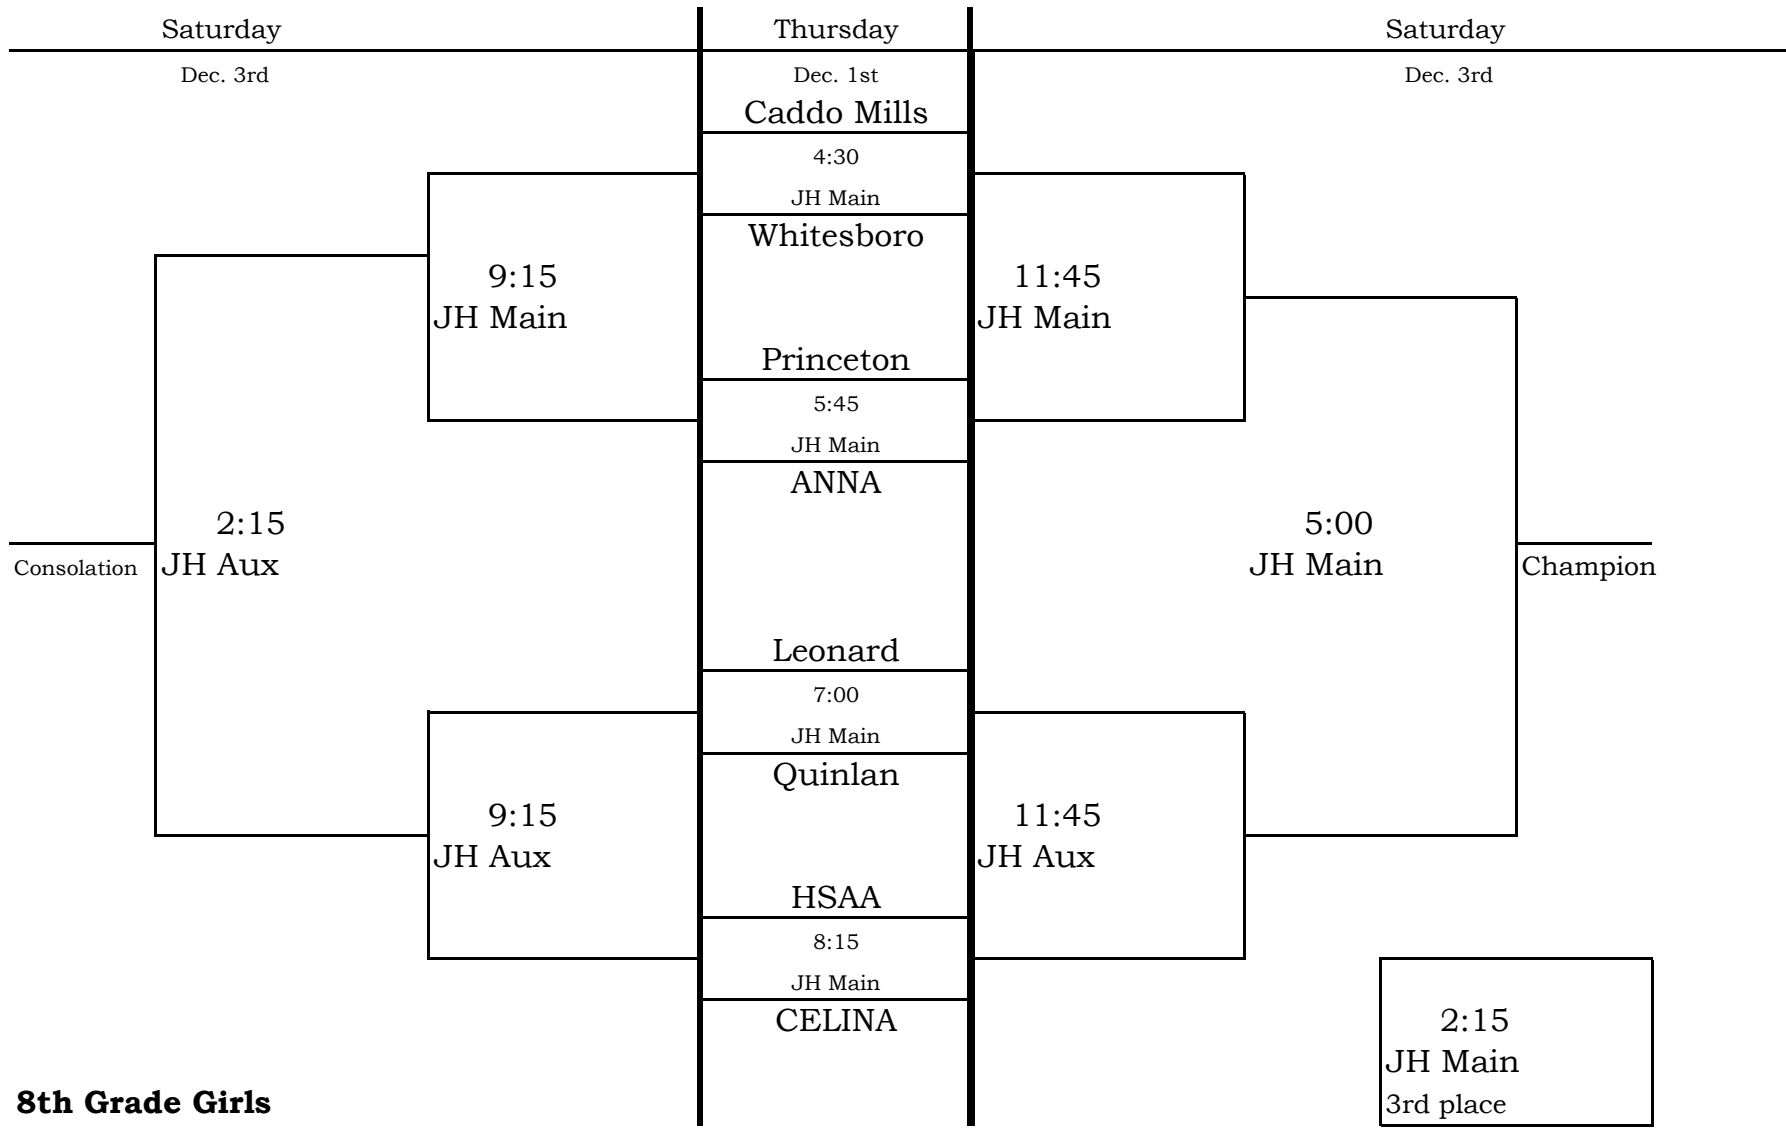 Saturday Thursday Saturday
Dec. 3rd Dec. 1st Dec. 3rd
Caddo Mills
4:30
JH Main
Whitesboro
9:15 11:45
JH Main JH Main
Princeton
5:45
JH Main
ANNA
2:15 5:00
Consolation JH Aux JH Main Champion
Leonard
7:00
JH Main
Quinlan
9:15 11:45
JH Aux JH Aux
HSAA
8:15
JH Main
CELINA 2:15
JH Main
8th Grade Girls 3rd place